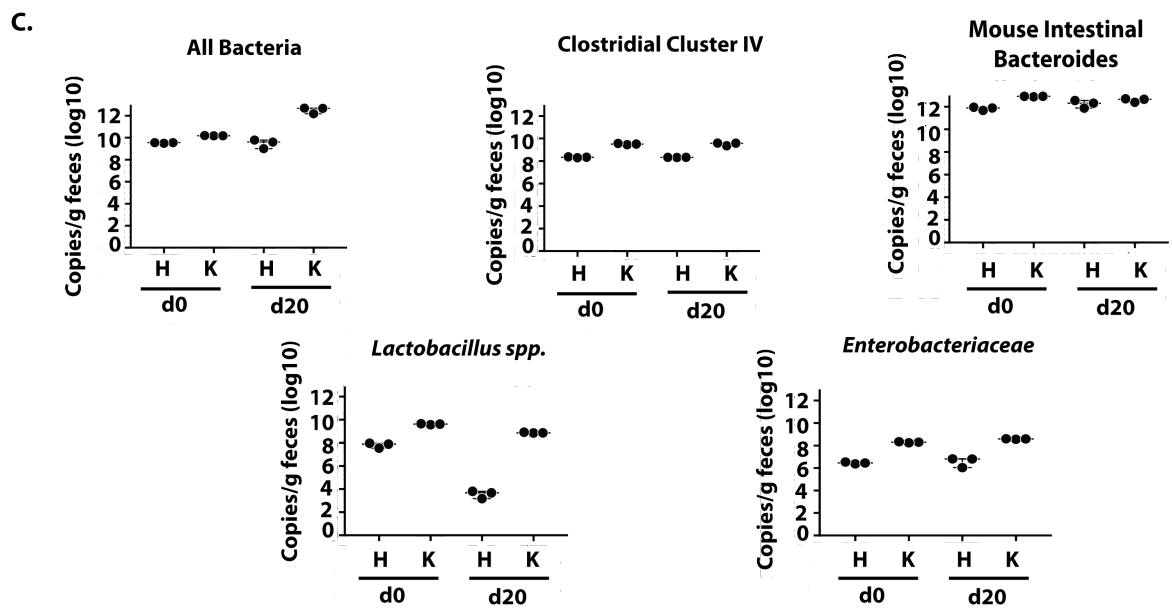 C.
All Bacteria
Copies/g feces (log10)
12
10
8
6
4
2
0
H K H K
d0 d20
Clostridial Cluster IV
Copies/g feces (log10)
12
10
8
6
4
2
0
H K H K
d0 d20
Mouse Intestinal
Bacteroides
Copies/g feces (log10)
12
10
8
6
4
2
0
H K H K
d0 d20
Lactobacillus spp.
Copies/g feces (log10)
12
10
8
6
4
2
0
H K H K
d0 d20
Enterobacteriaceae
Copies/g feces (log10)
12
10
8
6
4
2
0
H K H K
d0 d20